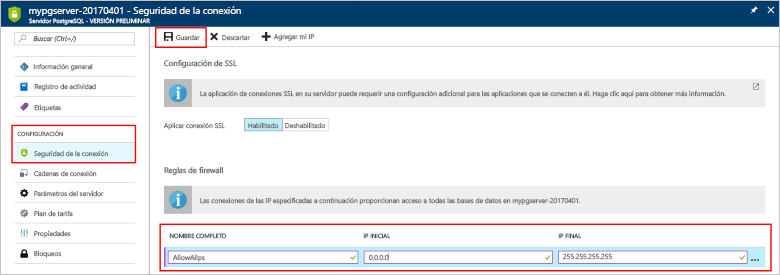 mypgserver-20170401 - Seguridad de la conexión
Servidor PostgreSQL - VERSIÓN PRELIMINAR
Buscar (Ctrl+/)
Guardar
Descartar
Agregar mi IP
Información general
Registro de actividad
Etiquetas
CONFIGURACIÓN
Seguridad de la conexión
Cadenas de conexión
Parámetros del servidor
Plan de tarifa
Propiedades
Bloqueos
Configuración de SSL
La aplicación de conexiones SSL en su servidor puede requerir una configuración adicional para las aplicaciones que se conecten a él. Haga clic aquí para obtener más información.
Aplicar conexión SSL
Habilitado
Deshabilitado
Reglas de firewall
Las conexiones de las IP especificadas a continuación proporcionan acceso a todas las bases de datos en mypgserver-20170401.
NOMBRE COMPLETO
IP INICIAL
IP FINAL
AllowAllps
0.0.0.0
255.255.255.255
...